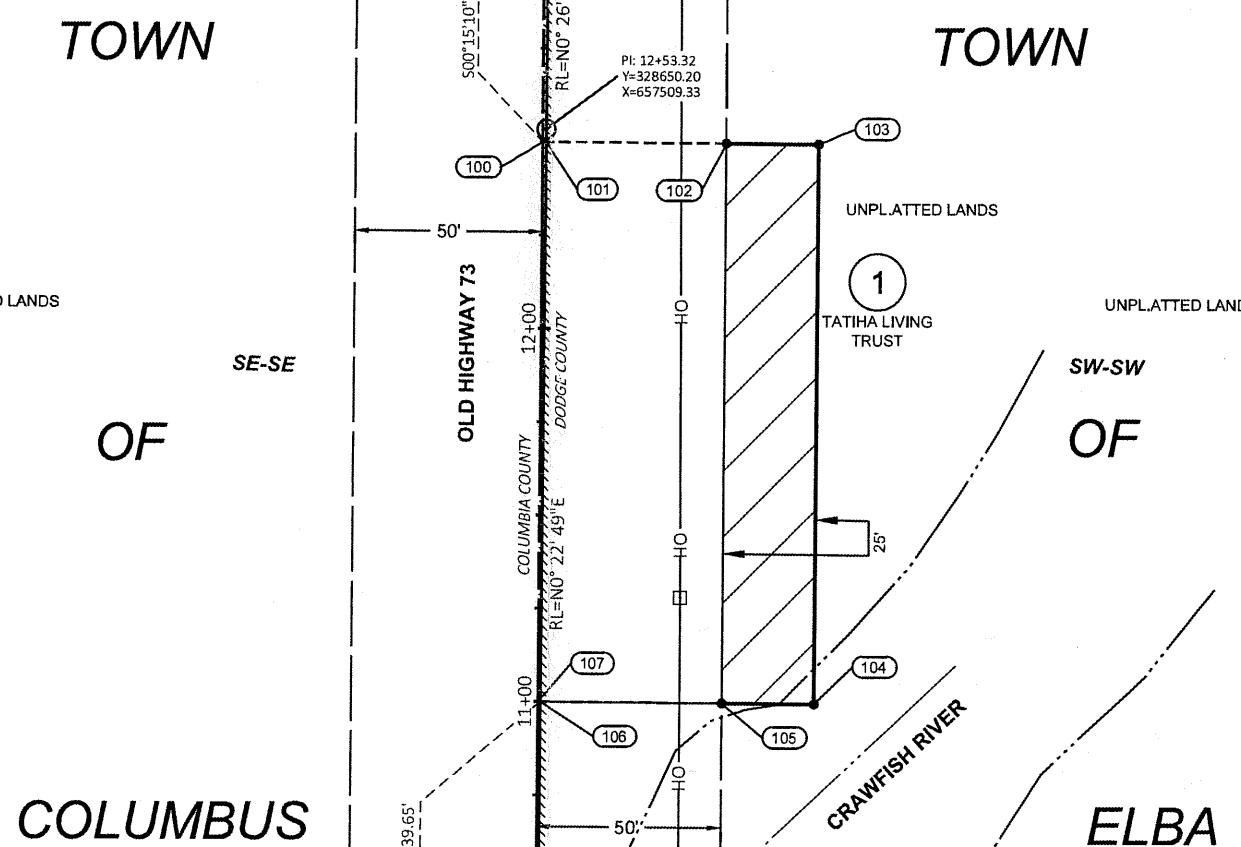 TOWN
TOWN
S00°15'10"
RL=N0° 26'
PI: 12+53.32
Y=328650.20
X=657509.33
103
100
101
102
UNPLATTED LANDS
50'
1
TATIHA LIVING
TRUST
LANDS
UNPLATTED LAND
OLD HIGHWAY 73
12+00
DODGE COUNTY
OH
SE-SE
SW-SW
OF
OF
COLUMBIA COUNTY
RL=N0° 22' 49"E
OH
25'
107
104
11+00
106
105
OH
CRAWFISH RIVER
39.65'
50'
COLUMBUS
ELBA